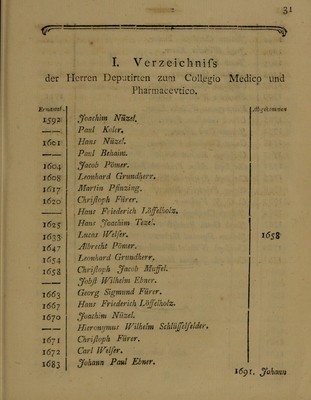 31
I. Verzeichnifs
der Herren Deputirten zum Collegio Medico und
Pharmacevtico.
Ernannt. Abgekommen
1592. Joachim Nüzel.
—— Paul Koler.
1601 Hans Nüzel.
—— Paul Behaim.
1604 Jacob Pömer.
1608 Leonhard Grundherr.
1617 Martin Pfinzing.
1620 Chriſtoph Fürer.
—— Hans Friederich Löffelholz.
1625 Hans Joachim Tezel.
1633 Lucas Welſer. 1658
1647 Albrecht Pömer.
1654 Leonhard Grundherr.
1658 Chriſtoph Jacob Muffel.
—— Jobſt Wilhelm Ebner.
1663 Georg Sigmund Fürer.
1667 Hans Friederich Löffelholz.
1670 Joachim Nüzel.
—— Hieronymus Wilhelm Schlüſſelfelder.
1671 Chriſtoph Fürer.
1672 Carl Welſer.
1683 Johann Paul Ebner.
1691. Johann